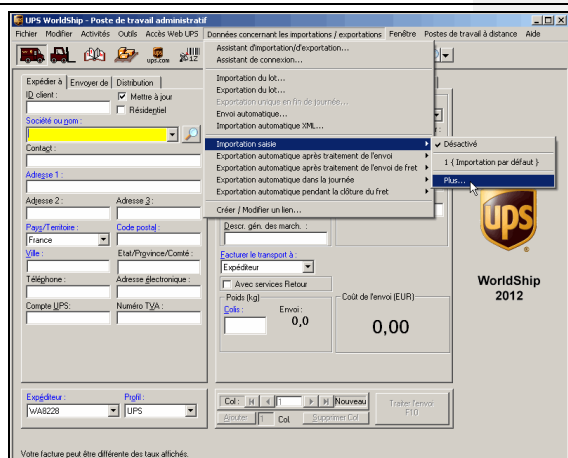 UPS WorldShip - Poste de travail administratif
Fichier Modifier Activités Outils Accès Web UPS Données concernant les importations / exportations Fenêtre Postes de travail à distance Aide
ups.com
Assistant d'importation/d'exportation...
Assistant de connexion...
Importation du lot...
Exportation du lot...
Exportation unique en fin de journée...
Envoi automatique...
Importation automatique XML...
Importation saisie
Exportation automatique après traitement de l'envoi
Exportation automatique après traitement de l'envoi de fret
Exportation automatique dans la journée
Exportation automatique pendant la clôture du fret
Créer / Modifier un lien...
Désactivé
1 { Importation par défaut }
Plus...
Expédier à Envoyer de Distribution
ID client :
Mettre à jour
Résidentiel
Société ou nom :
Contact :
Adresse 1 :
Adresse 2 : Adresse 3 :
Pays/Territoire : Code postal :
France
Ville : Etat/Province/Comté :
Téléphone : Adresse électronique :
Compte UPS: Numéro TVA :
Descr. gén. des march. :
Facturer le transport à :
Expéditeur
Avec services Retour
Poids (kg)
Colis : Envoi :
0,0
Coût de l'envoi (EUR)
0,00
ups
WorldShip
2012
Expéditeur : Profil :
WA8228 UPS
Col : 1 Nouveau
Ajouter 1 Col Supprimer Col
Traiter l'envoi
F10
Votre facture peut être différente des taux affichés.